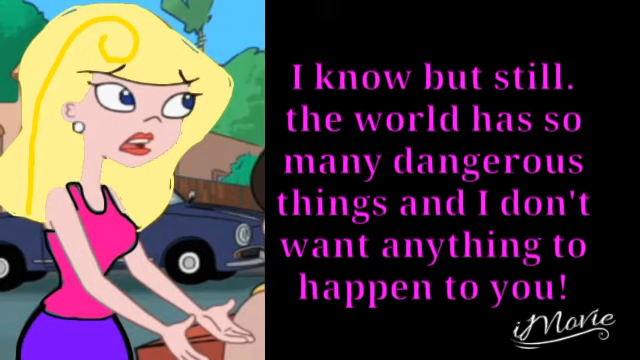 I know but still.
the world has so
many dangerous
things and I don't
want anything to
happen to you!
iMovie